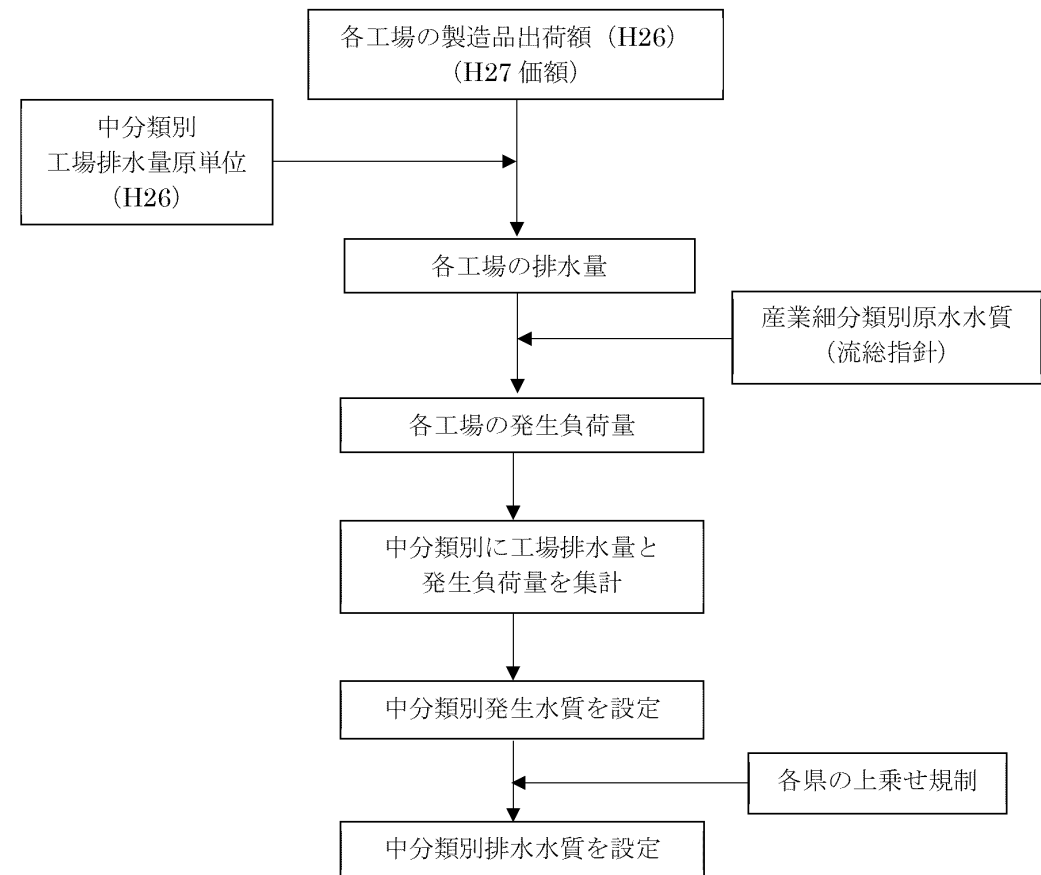 各工場の製造品出荷額（H26）
（H27 価額）
中分類別
工場排水量原単位
（H26）
各工場の排水量
産業細分類別原水水質
（流総指針）
各工場の発生負荷量
中分類別に工場排水量と
発生負荷量を集計
中分類別発生水質を設定
各県の上乗せ規制
中分類別排水水質を設定